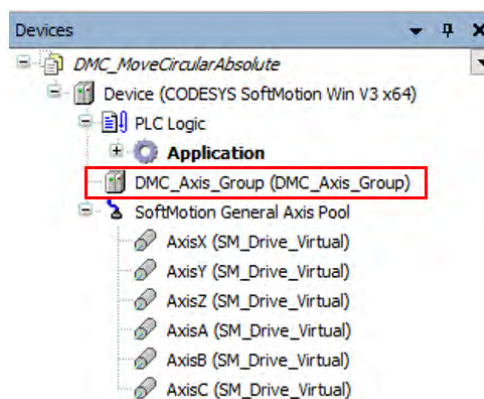 Devices
DMC_MoveCircularAbsolute
Device (CODESYS SoftMotion Win V3 x64)
PLC Logic
Application
DMC_Axis_Group (DMC_Axis_Group)
SoftMotion General Axis Pool
AxisX (SM_Drive_Virtual)
AxisY (SM_Drive_Virtual)
AxisZ (SM_Drive_Virtual)
AxisA (SM_Drive_Virtual)
AxisB (SM_Drive_Virtual)
AxisC (SM_Drive_Virtual)